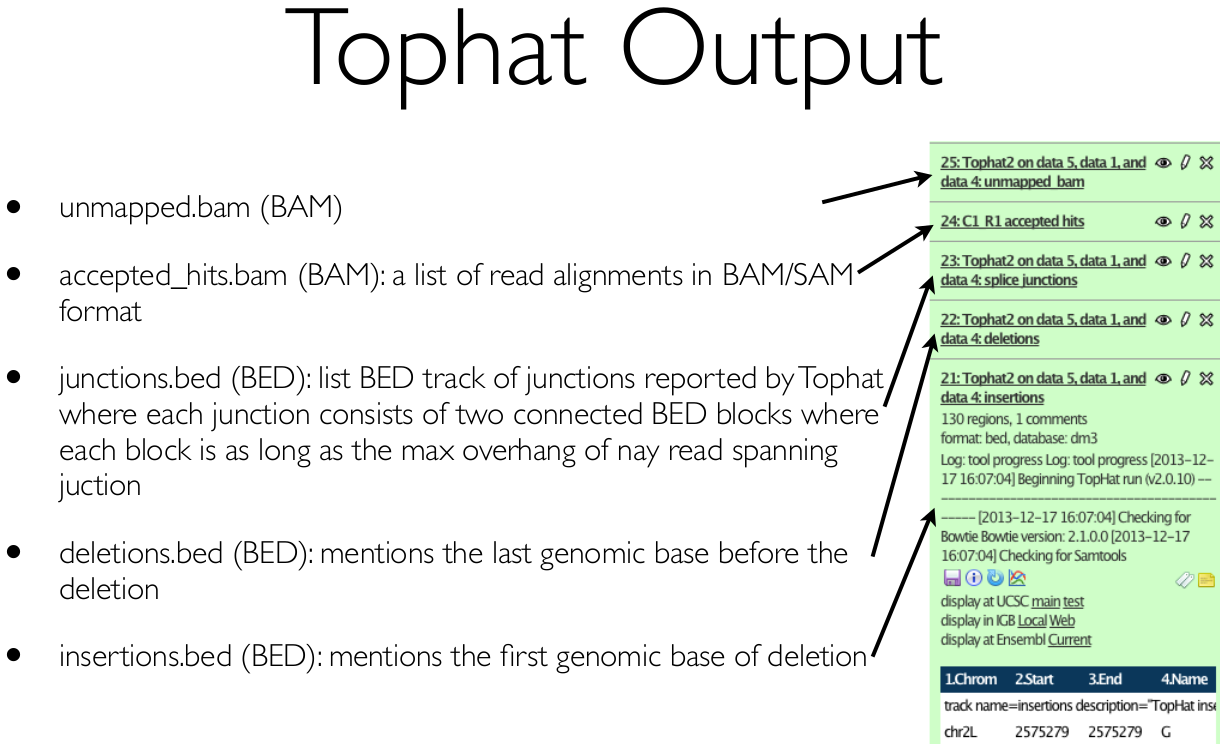 Tophat Output
• unmapped.bam (BAM)
• accepted_hits.bam (BAM): a list of read alignments in BAM/SAM
format
• junctions.bed (BED): list BED track of junctions reported by Tophat
where each junction consists of two connected BED blocks where
each block is as long as the max overhang of nay read spanning
juction
• deletions.bed (BED): mentions the last genomic base before the
deletion
• insertions.bed (BED): mentions the first genomic base of deletion
25: Tophat2 on data 5, data 1, and
data 4: unmapped_bam
24: C1_R1 accepted hits
23: Tophat2 on data 5, data 1, and
data 4: splice junctions
22: Tophat2 on data 5, data 1, and
data 4: deletions
21: Tophat2 on data 5, data 1, and
data 4: insertions
130 regions, 1 comments
format: bed, database: dm3
Log: tool progress Log: tool progress [2013-12-
17 16:07:04] Beginning TopHat run (v2.0.10) --
-----------------------------------------------
----- [2013-12-17 16:07:04] Checking for
Bowtie Bowtie version: 2.1.0.0 [2013-12-17
16:07:04] Checking for Samtools
display at UCSC main test
display in IGB Local Web
display at Ensembl Current
1.Chrom 2.Start 3.End 4.Name
track name=insertions description="TopHat inse
chr2L 2575279 2575279 G